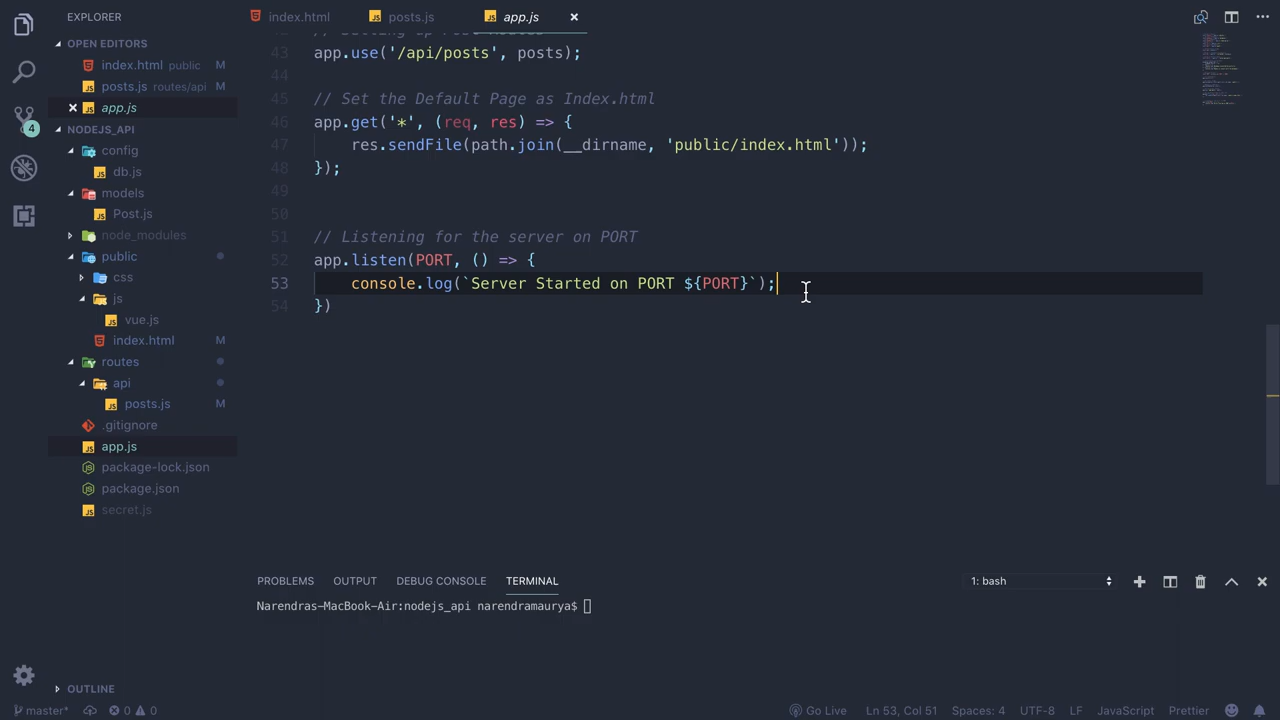 EXPLORER
OPEN EDITORS
index.html public M
posts.js routes/api M
app.js
NODEJS_API
config
db.js
models
Post.js
node_modules
public
css
js
vue.js
index.html M
routes
api
posts.js M
.gitignore
app.js
package-lock.json
package.json
secret.js
OUTLINE
4
index.html posts.js app.js
43 app.use('/api/posts', posts);
44
45 // Set the Default Page as Index.html
46 app.get('*', (req, res) => {
47 res.sendFile(path.join(__dirname, 'public/index.html'));
48 });
49
50
51 // Listening for the server on PORT
52 app.listen(PORT, () => {
53 console.log(`Server Started on PORT ${PORT}`);
54 })
PROBLEMS OUTPUT DEBUG CONSOLE TERMINAL 1: bash
Narendras-MacBook-Air:nodejs_api narendramaurya$
master* 0 0 Go Live Ln 53, Col 51 Spaces: 4 UTF-8 LF JavaScript Prettier